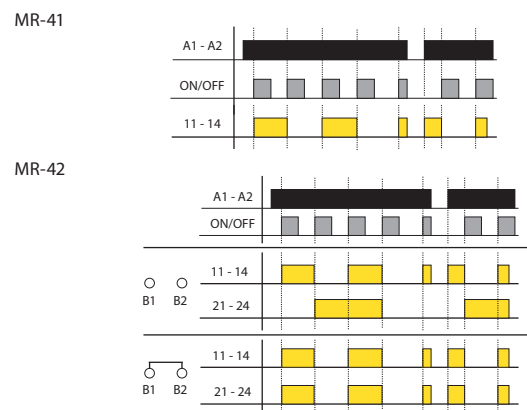 MR-41
A1 - A2
ON/OFF
11 - 14
MR-42
A1 - A2
ON/OFF
11 - 14
B1 B2
21 - 24
11 - 14
B1 B2
21 - 24